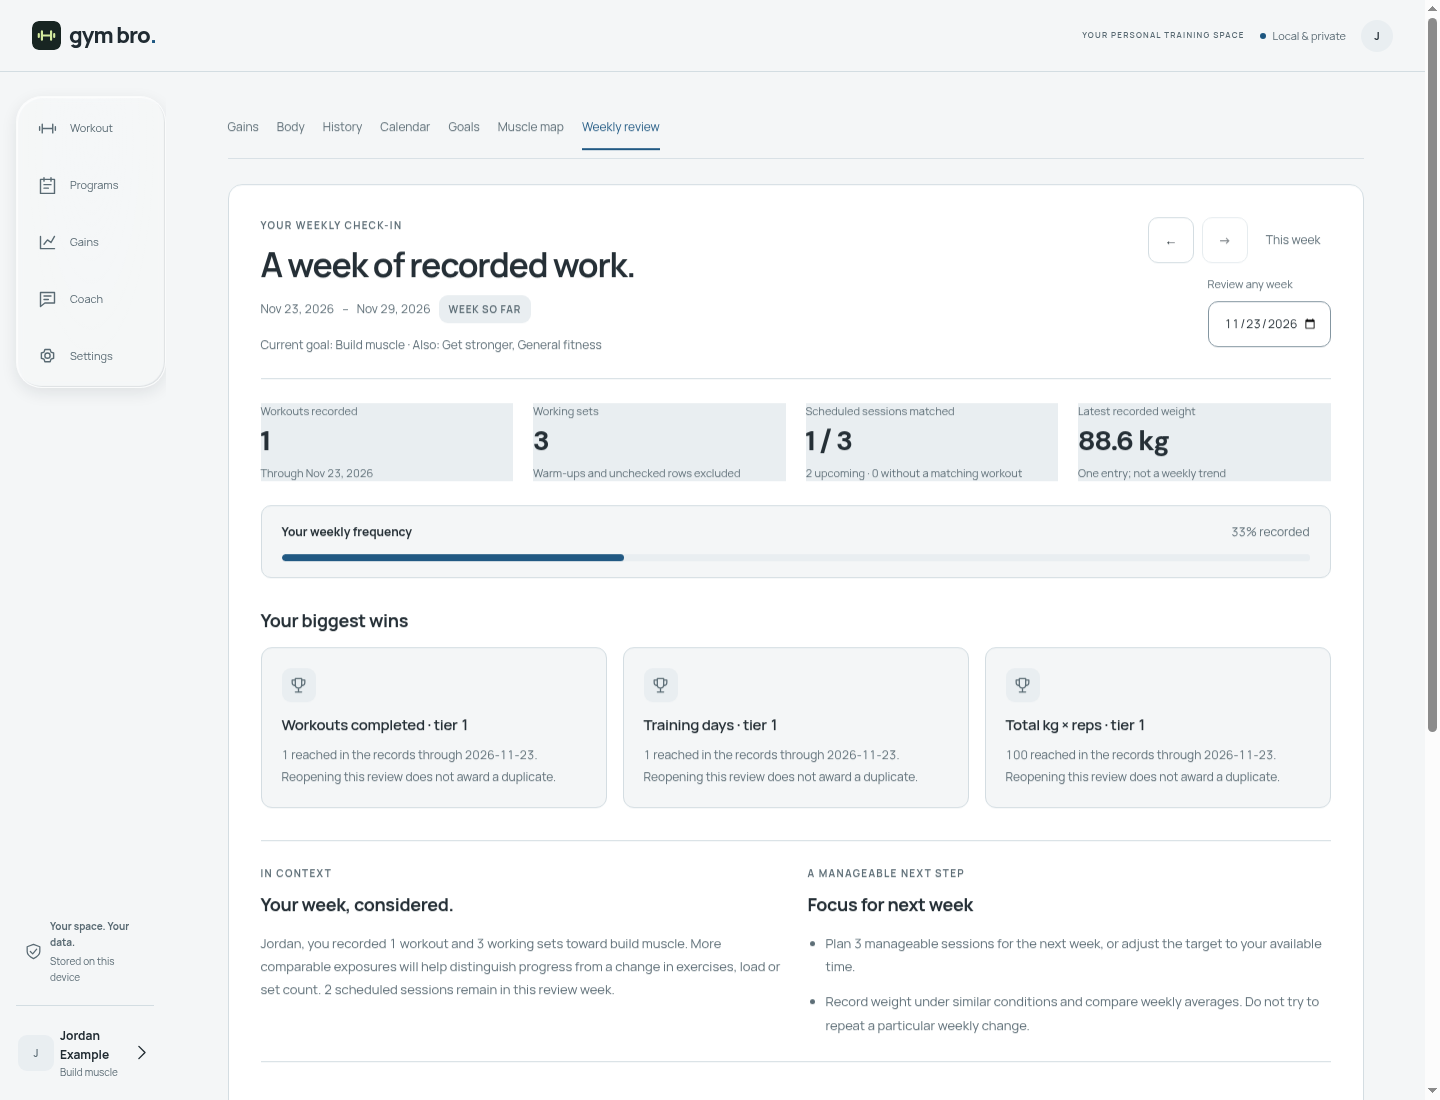 gym bro.
YOUR PERSONAL TRAINING SPACE
Local & private
J
Workout
Programs
Gains
Coach
Settings
Your space. Your
data.
Stored on this
device
J
Jordan
Example
Build muscle
Gains
Body
History
Calendar
Goals
Muscle map
Weekly review
YOUR WEEKLY CHECK-IN
A week of recorded work.
Nov 23, 2026 – Nov 29, 2026 WEEK SO FAR
Current goal: Build muscle · Also: Get stronger, General fitness
← → This week
Review any week
11/23/2026
Workouts recorded
1
Through Nov 23, 2026
Working sets
3
Warm-ups and unchecked rows excluded
Scheduled sessions matched
1 / 3
2 upcoming · 0 without a matching workout
Latest recorded weight
88.6 kg
One entry; not a weekly trend
Your weekly frequency
33% recorded
Your biggest wins
Workouts completed · tier 1
1 reached in the records through 2026-11-23.
Reopening this review does not award a duplicate.
Training days · tier 1
1 reached in the records through 2026-11-23.
Reopening this review does not award a duplicate.
Total kg × reps · tier 1
100 reached in the records through 2026-11-23.
Reopening this review does not award a duplicate.
IN CONTEXT
Your week, considered.
Jordan, you recorded 1 workout and 3 working sets toward build muscle. More
comparable exposures will help distinguish progress from a change in exercises, load or
set count. 2 scheduled sessions remain in this review week.
A MANAGEABLE NEXT STEP
Focus for next week
• Plan 3 manageable sessions for the next week, or adjust the target to your available
time.
• Record weight under similar conditions and compare weekly averages. Do not try to
repeat a particular weekly change.